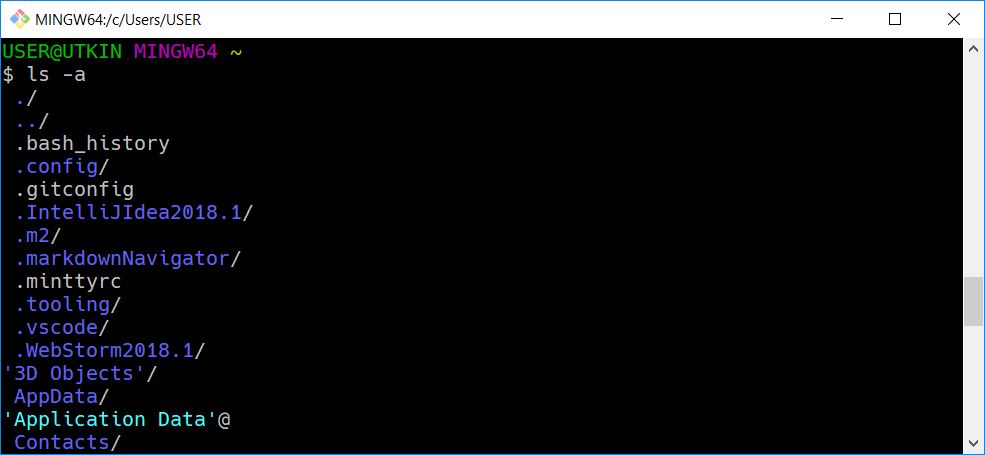 MINGW64:/c/Users/USER
USER@UTKIN MINGW64 ~
$ ls -a
./
../
.bash_history
.config/
.gitconfig
.IntelliJIdea2018.1/
.m2/
.markdownNavigator/
.minttyrc
.tooling/
.vscode/
.WebStorm2018.1/
'3D Objects'/
AppData/
'Application Data'@
Contacts/